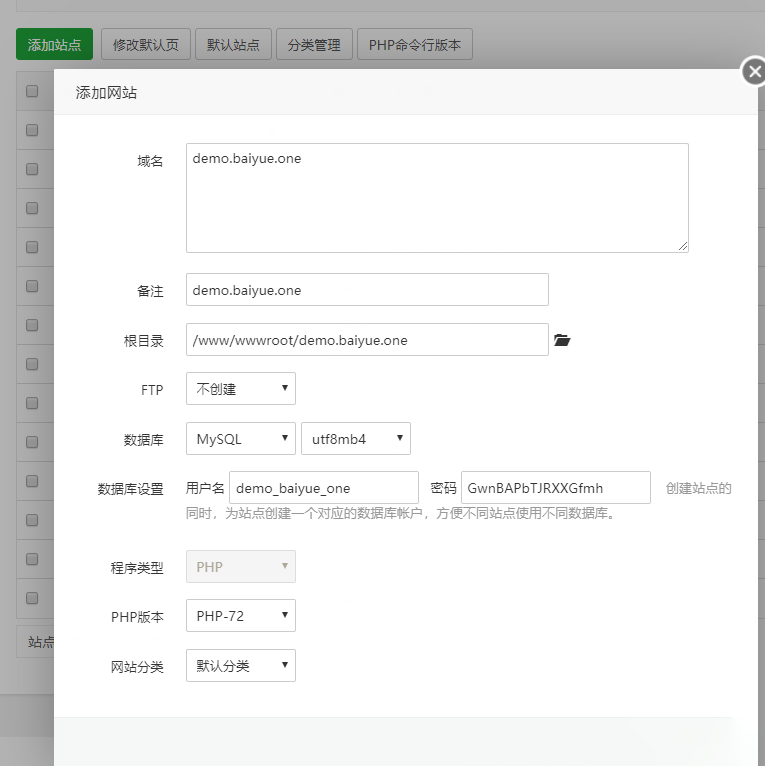 添加站点 修改默认页 默认站点 分类管理 PHP命令行版本
添加网站
域名 demo.baiyue.one
备注 demo.baiyue.one
根目录 /www/wwwroot/demo.baiyue.one
FTP 不创建
数据库 MySQL utf8mb4
数据库设置 用户名 demo_baiyue_one 密码 GwnBAPbTJRXXGfmh 创建站点的
同时，为站点创建一个对应的数据库帐户，方便不同站点使用不同数据库。
程序类型 PHP
PHP版本 PHP-72
站点
网站分类 默认分类